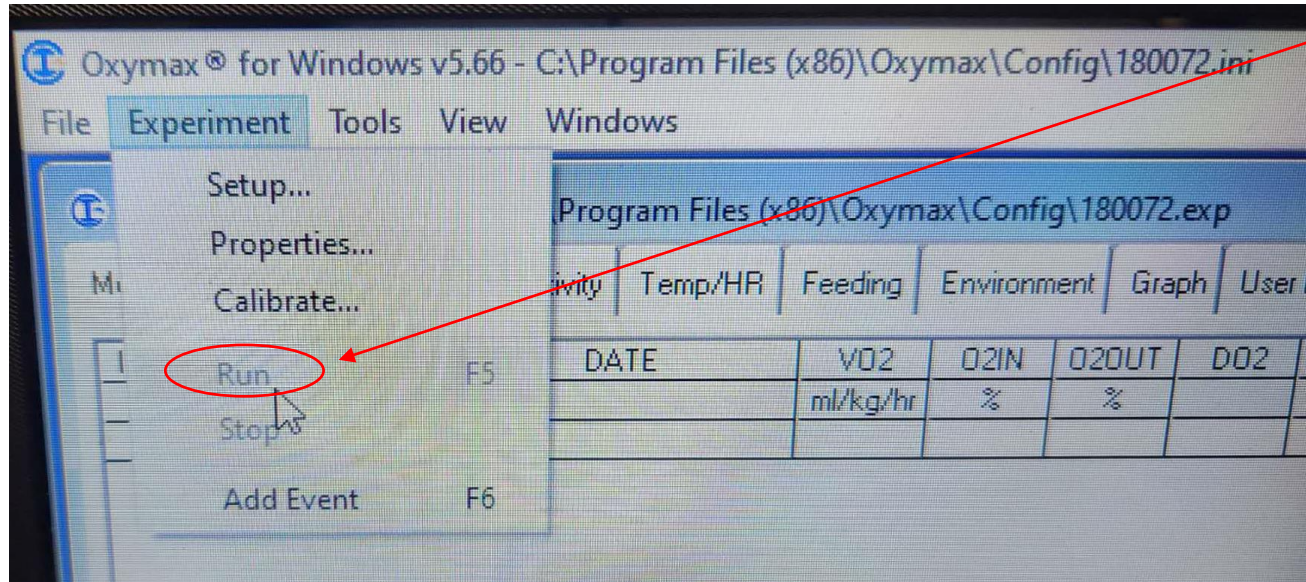 Oxymax® for Windows v5.66 - C:\Program Files (x86)\Oxymax\Config\180072.ini
File Experiment Tools View Windows
Setup...
Program Files (x86)\Oxymax\Config\180072.exp
Properties...
Temp/HR Feeding Environment Graph User
Calibrate...
Run F5
DATE VO2 O2IN O2OUT DO2
ml/kg/hr % %
Stop
Add Event F6